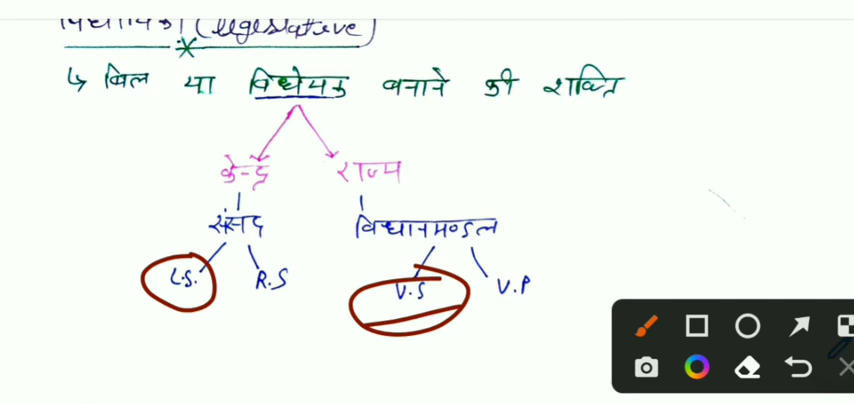 विधायिका (legislative)
↳ बिल या विधेयक बनाने की शक्ति
केन्द्र राज्य
संसद विधानमण्डल
L.S. R.S V.S V.P